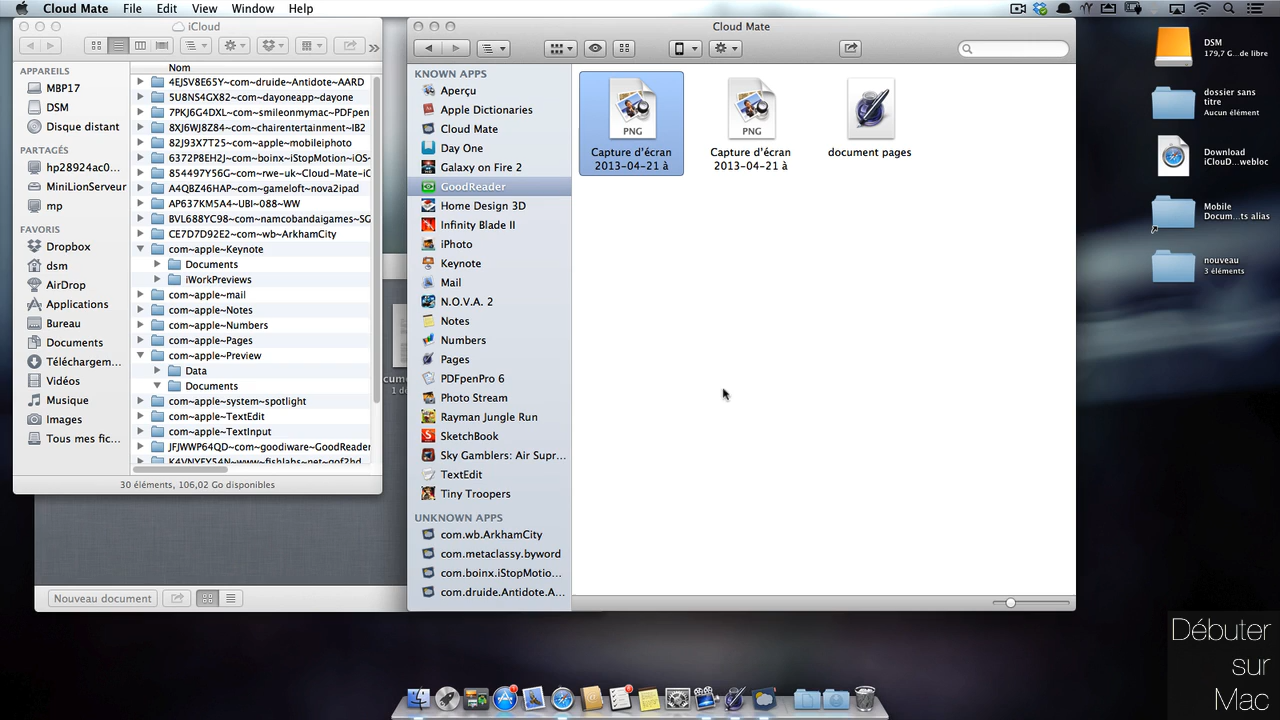 Cloud Mate File Edit View Window Help
iCloud
Nom
APPAREILS
MBP17
DSM
Disque distant
PARTAGÉS
hp28924ac0...
MiniLionServeur
mp
FAVORIS
Dropbox
dsm
AirDrop
Applications
Bureau
Documents
Téléchargem...
Vidéos
Musique
Images
Tous mes fic...
4EJSV8E65Y~com~druide~Antidote~AARD
5U8NS4GX82~com~dayoneapp~dayone
7PKJ6G4DXL~com~smileonmymac~PDFpen
8XJ6WJ8Z84~com~chairentertainment~IB2
82J93X7T25~com~apple~mobileiphoto
6372P8EH2J~com~boinx~iStopMotion~iOS~
854497Y56G~com~rwe-uk~Cloud-Mate-iC
A4QBZ46HAP~com~gameloft~nova2ipad
AP637KM5A4~UBI~088~WW
BVL688YC98~com~namcobandaigames~SG
CE7D7D92E2~com~wb~ArkhamCity
com~apple~Keynote
Documents
iWorkPreviews
com~apple~mail
com~apple~Notes
com~apple~Numbers
com~apple~Pages
com~apple~Preview
Data
Documents
com~apple~system~spotlight
com~apple~TextEdit
com~apple~TextInput
JFJWWP64QD~com~goodiware~GoodReader
30 éléments, 106,02 Go disponibles
Nouveau document
Cloud Mate
KNOWN APPS
Aperçu
Apple Dictionaries
Cloud Mate
Day One
Galaxy on Fire 2
GoodReader
Home Design 3D
Infinity Blade II
iPhoto
Keynote
Mail
N.O.V.A. 2
Notes
Numbers
Pages
PDFpenPro 6
Photo Stream
Rayman Jungle Run
SketchBook
Sky Gamblers: Air Supr...
TextEdit
Tiny Troopers
UNKNOWN APPS
com.wb.ArkhamCity
com.metaclassy.byword
com.boinx.iStopMotio...
com.druide.Antidote.A...
PNG
Capture d'écran
2013-04-21 à
PNG
Capture d'écran
2013-04-21 à
document pages
DSM
179,7 G...de libre
dossier sans
titre
Aucun élément
Download
iClouD...webloc
Mobile
Docum...ts alias
nouveau
3 éléments
Débuter
sur
Mac